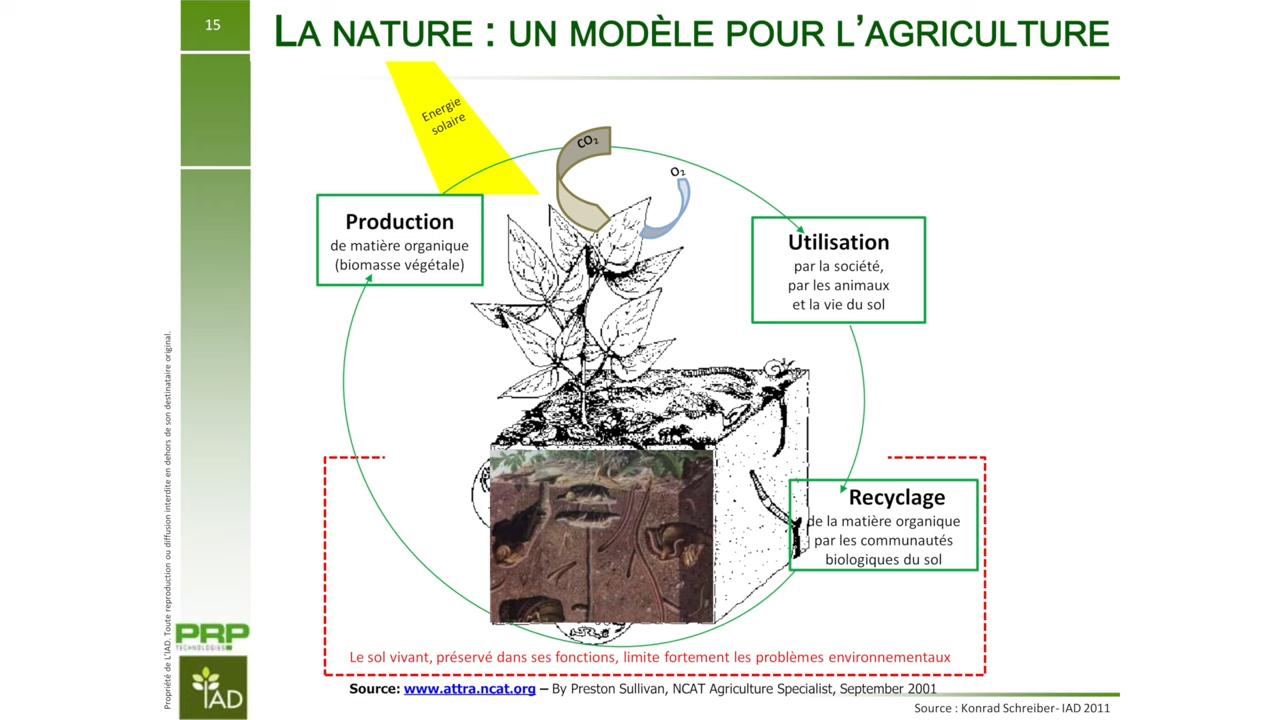 15
LA NATURE : UN MODÈLE POUR L’AGRICULTURE
Energie
solaire
CO₂
O₂
Production
de matière organique
(biomasse végétale)
Utilisation
par la société,
par les animaux
et la vie du sol
Recyclage
de la matière organique
par les communautés
biologiques du sol
Le sol vivant, préservé dans ses fonctions, limite fortement les problèmes environnementaux
Source: www.attra.ncat.org – By Preston Sullivan, NCAT Agriculture Specialist, September 2001
Source : Konrad Schreiber- IAD 2011
Propriété de L’IAD. Toute reproduction ou diffusion interdite en dehors de son destinataire original.
PRP
TECHNOLOGIES
IAD